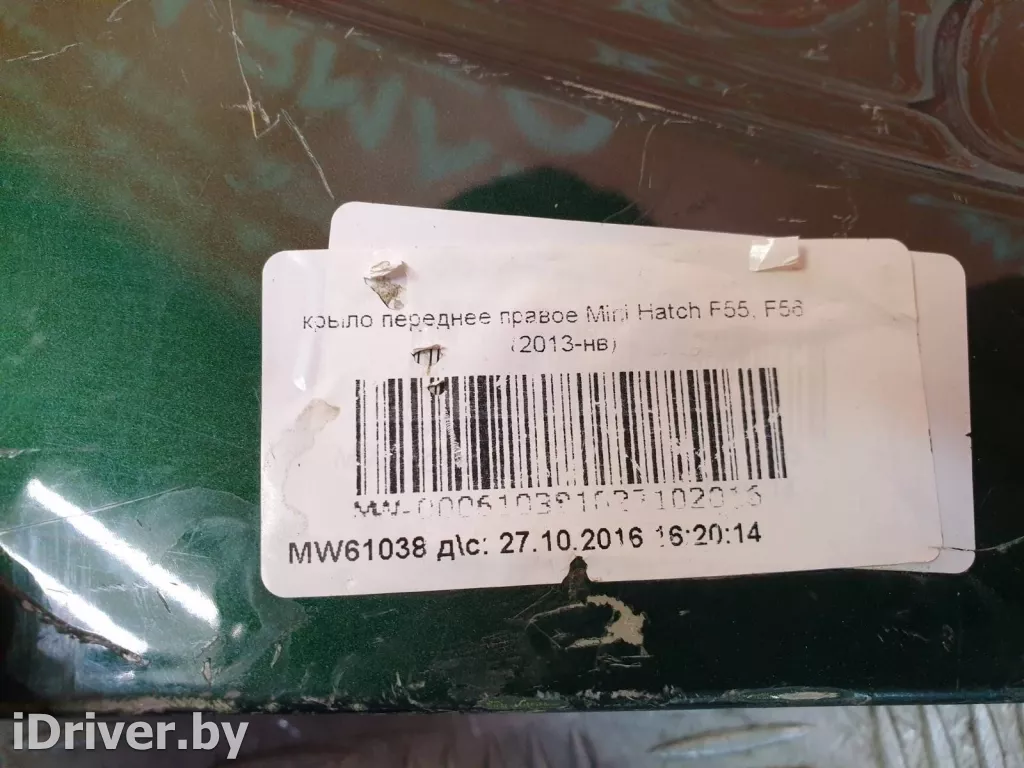 крыло переднее правое Mini Hatch F55, F56
(2013-нв)
MW61038 д\с: 27.10.2016 16:20:14
iDriver.by